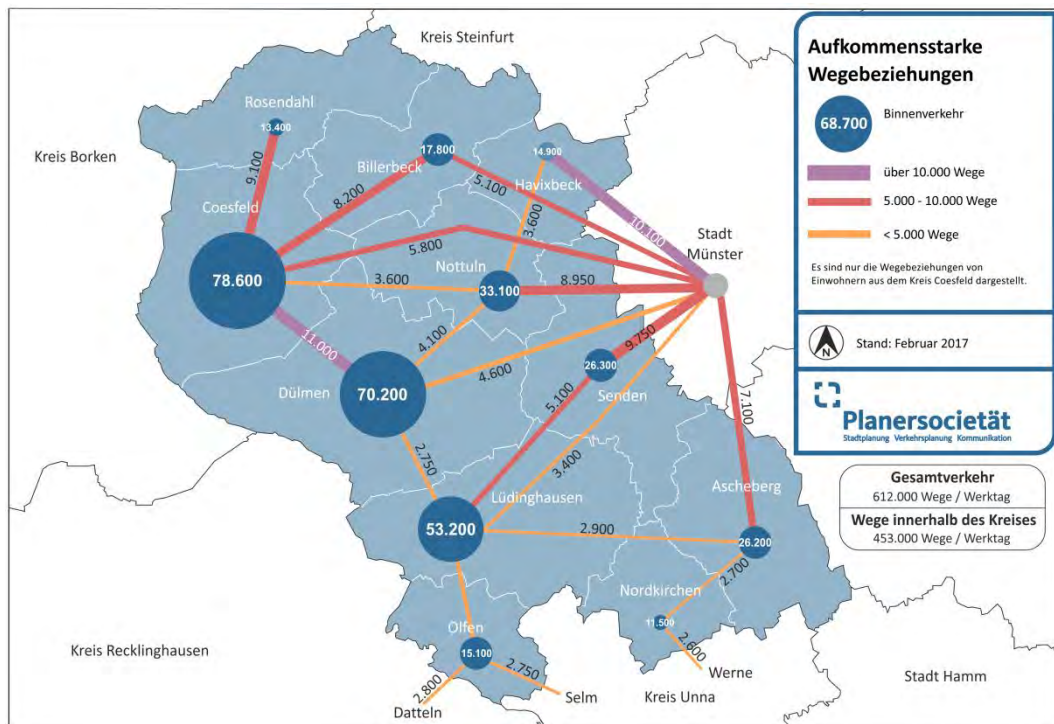 Kreis Steinfurt
Rosendahl
13.400
Kreis Borken
17.800
14.900
Billerbeck
Havixbeck
9.100
8.200
5.100
3.600
10.100
Coesfeld
Stadt
Münster
5.800
Nottuln
78.600
3.600
33.100
8.950
11.000
4.100
9.750
4.600
26.300
Dülmen
70.200
Senden
5.100
7.100
2.750
3.400
Lüdinghausen
Ascheberg
53.200
2.900
26.200
2.700
Nordkirchen
11.500
Olfen
15.100
2.600
2.750
2.800
Kreis Recklinghausen
Werne
Selm
Kreis Unna
Datteln
Stadt Hamm
Aufkommensstarke
Wegebeziehungen
68.700
Binnenverkehr
über 10.000 Wege
5.000 - 10.000 Wege
< 5.000 Wege
Es sind nur die Wegebeziehungen von
Einwohnern aus dem Kreis Coesfeld dargestellt.
N
Stand: Februar 2017
Planersocietät
Stadtplanung Verkehrsplanung Kommunikation
Gesamtverkehr
612.000 Wege / Werktag
Wege innerhalb des Kreises
453.000 Wege / Werktag